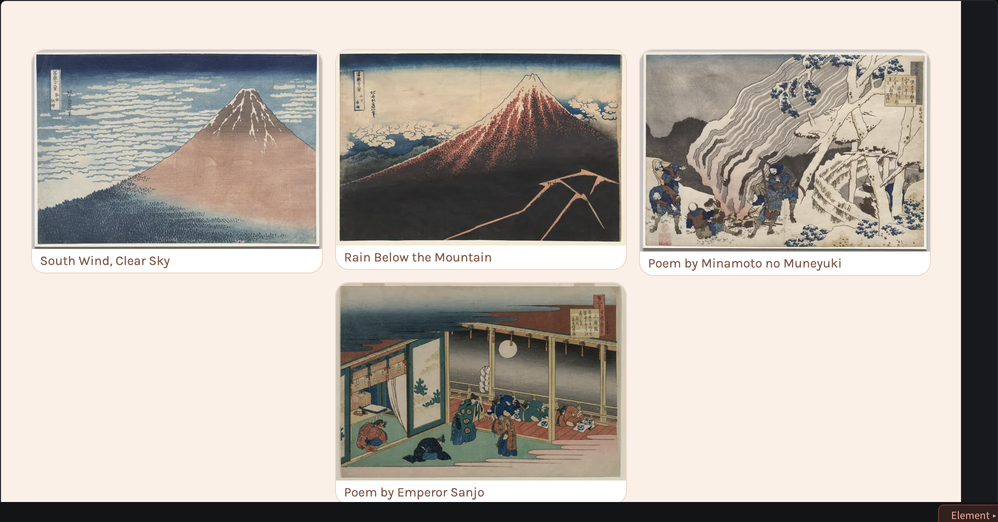 South Wind, Clear Sky
Rain Below the Mountain
Poem by Minamoto no Muneyuki
Poem by Emperor Sanjo
Element